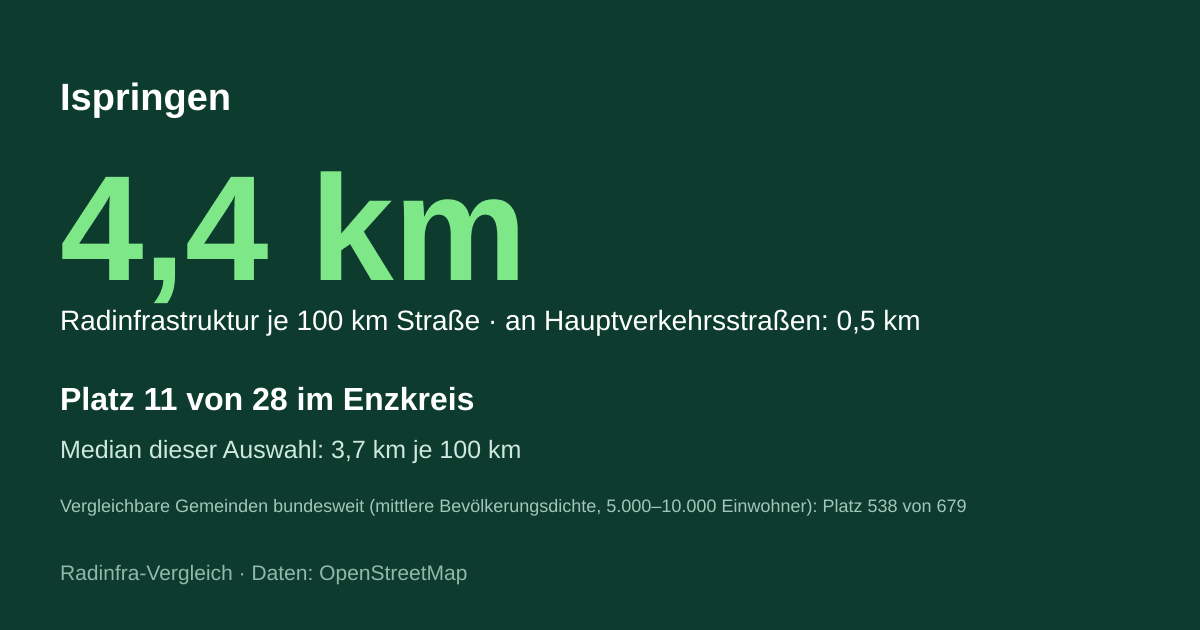 Ispringen
4,4 km
Radinfrastruktur je 100 km Straße · an Hauptverkehrsstraßen: 0,5 km
Platz 11 von 28 im Enzkreis
Median dieser Auswahl: 3,7 km je 100 km
Vergleichbare Gemeinden bundesweit (mittlere Bevölkerungsdichte, 5.000–10.000 Einwohner): Platz 538 von 679
Radinfra-Vergleich · Daten: OpenStreetMap